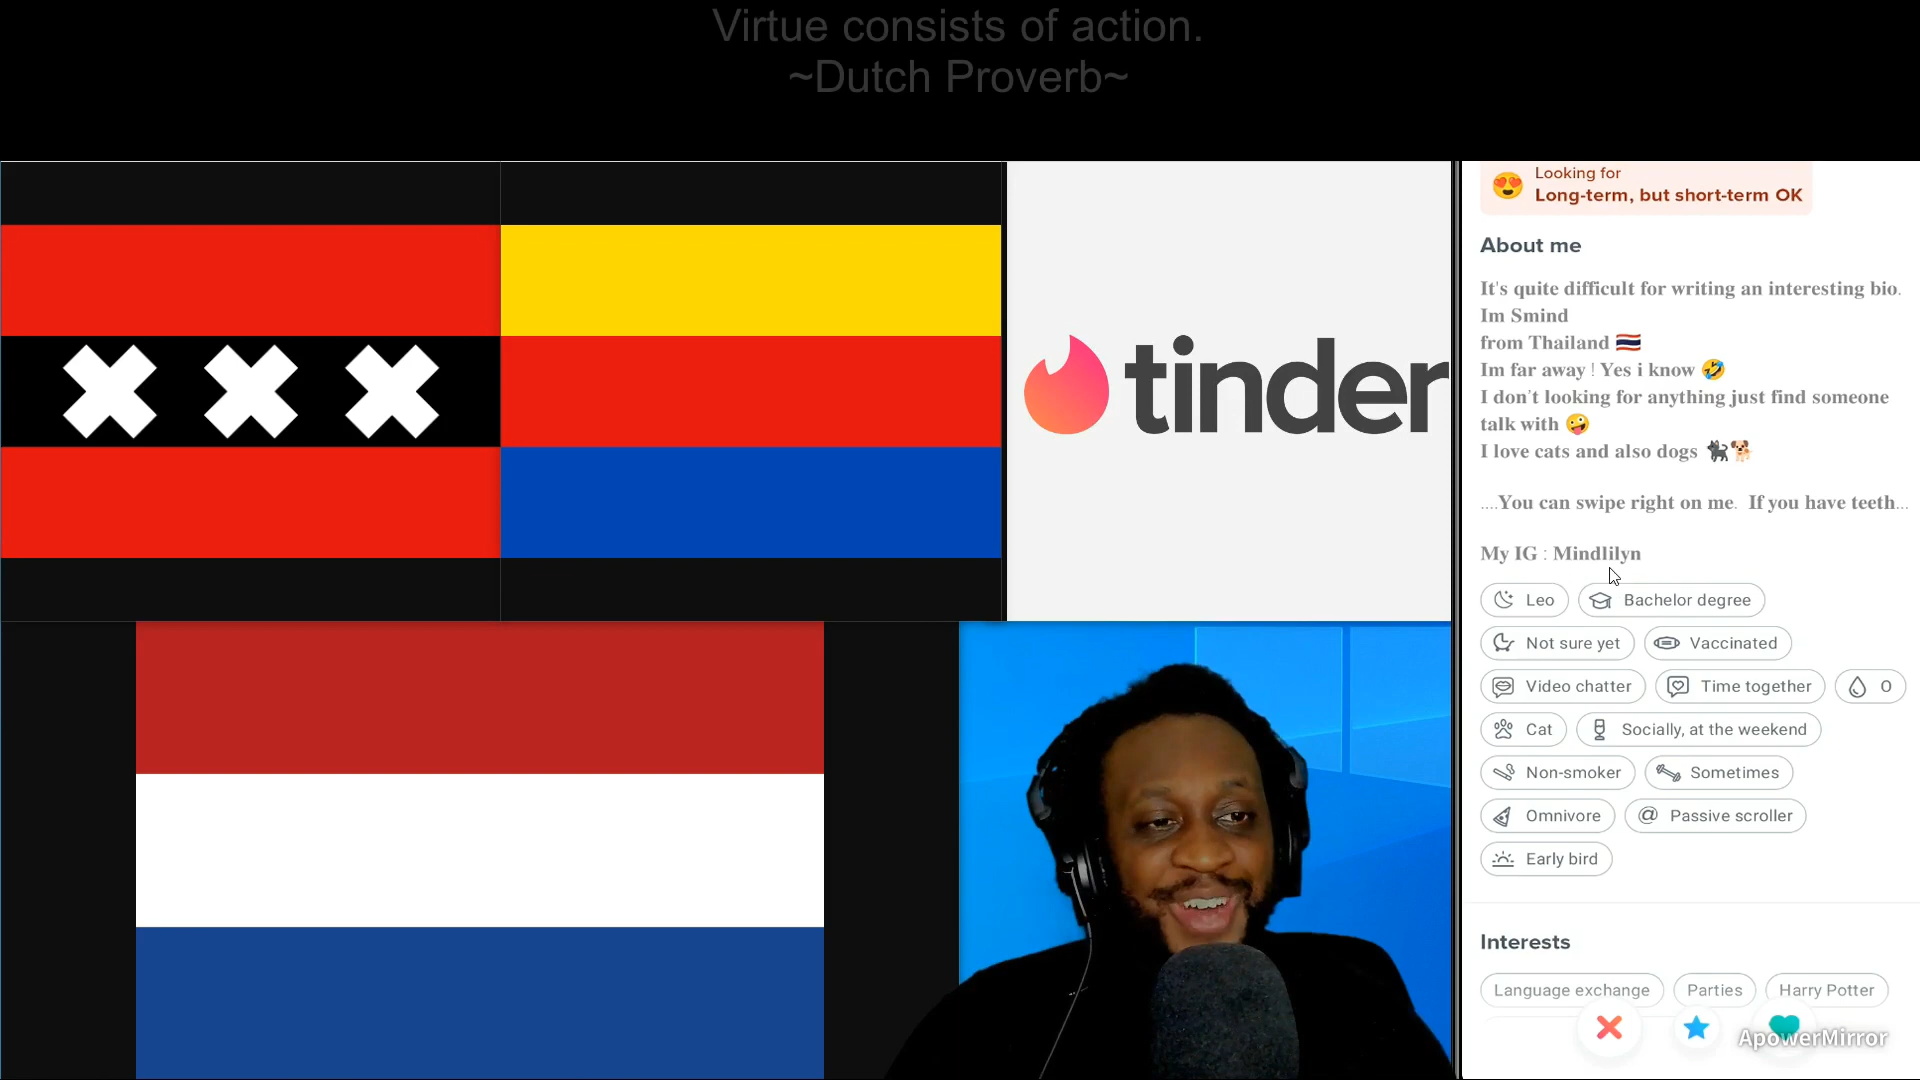 Virtue consists of action.
~Dutch Proverb~
tinder
Looking for
Long-term, but short-term OK
About me
It's quite difficult for writing an interesting bio.
Im Smind
from Thailand 🇹🇭
Im far away ! Yes i know 🤣
I don't looking for anything just find someone
talk with 🤪
I love cats and also dogs 🐈‍⬛🐕
....You can swipe right on me.  If you have teeth...
My IG : Mindlilyn
Leo
Bachelor degree
Not sure yet
Vaccinated
Video chatter
Time together
O
Cat
Socially, at the weekend
Non-smoker
Sometimes
Omnivore
Passive scroller
Early bird
Interests
Language exchange
Parties
Harry Potter
ApowerMirror